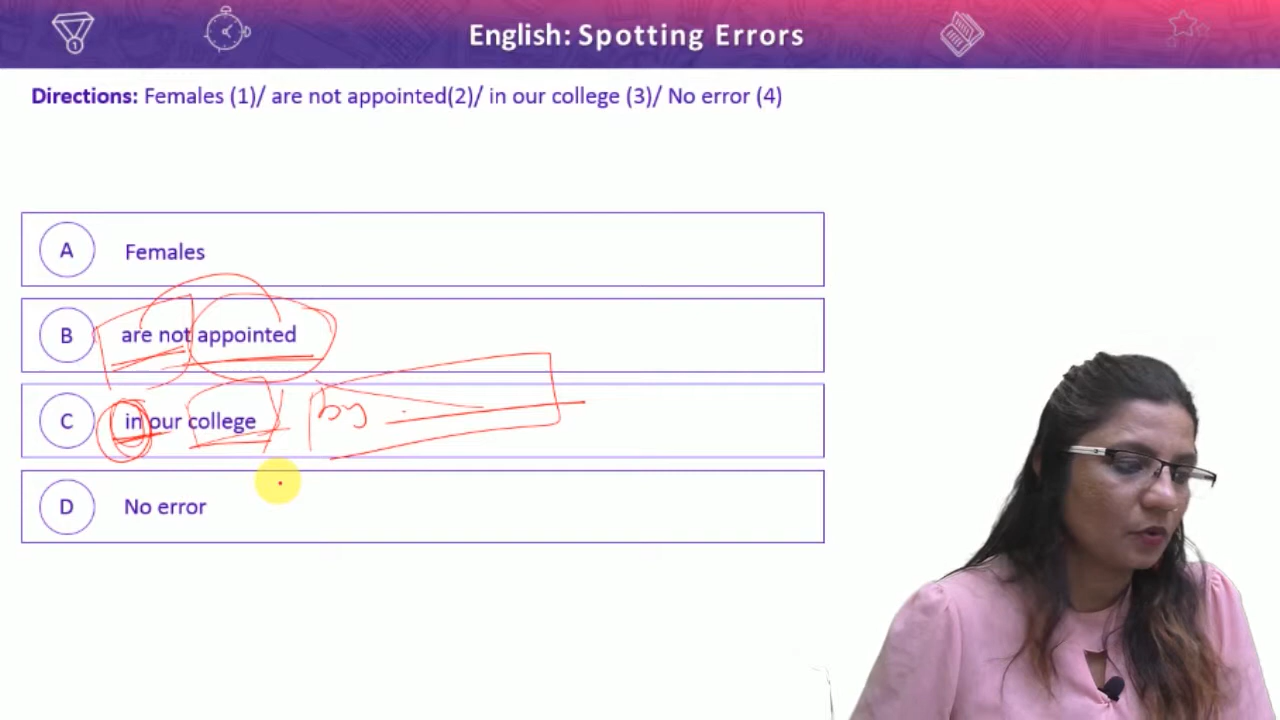 English: Spotting Errors
Directions: Females (1)/ are not appointed(2)/ in our college (3)/ No error (4)
A Females
B are not appointed
C in our college / by
D No error